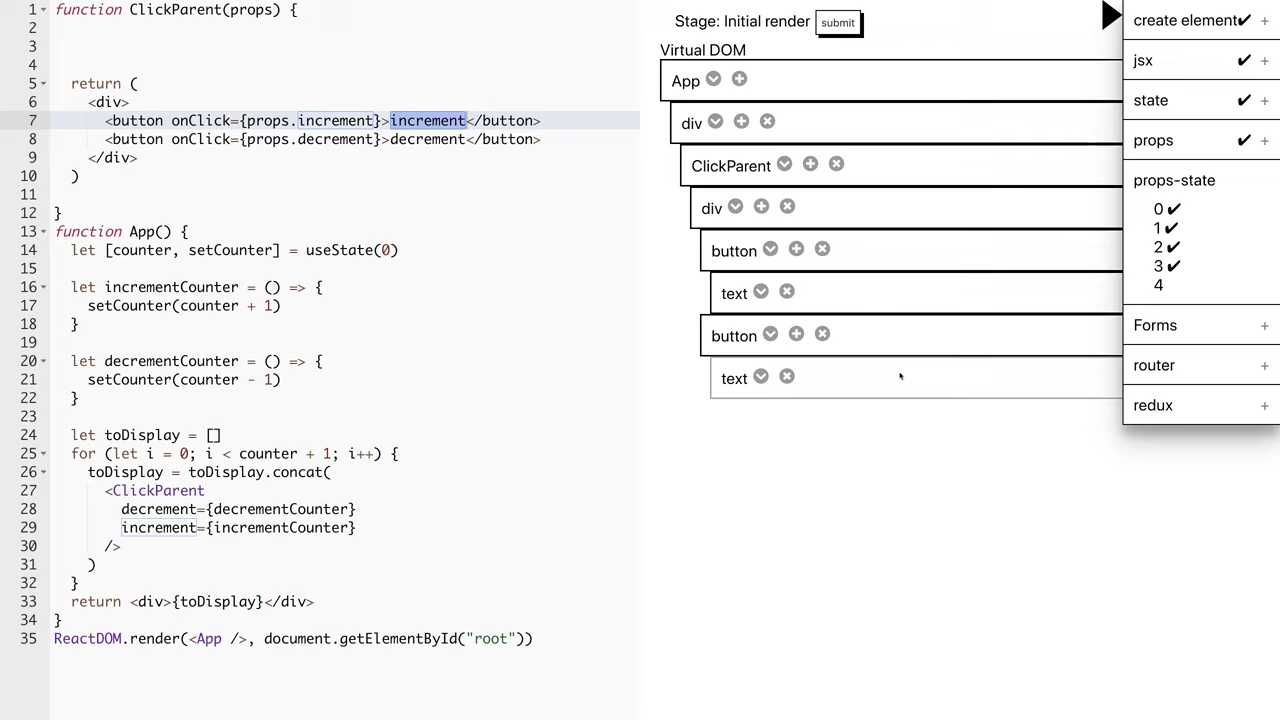 1 function ClickParent(props) {
2
3
4
5 return (
6 <div>
7 <button onClick={props.increment}>increment</button>
8 <button onClick={props.decrement}>decrement</button>
9 </div>
10 )
11
12 }
13 function App() {
14 let [counter, setCounter] = useState(0)
15
16 let incrementCounter = () => {
17 setCounter(counter + 1)
18 }
19
20 let decrementCounter = () => {
21 setCounter(counter - 1)
22 }
23
24 let toDisplay = []
25 for (let i = 0; i < counter + 1; i++) {
26 toDisplay = toDisplay.concat(
27 <ClickParent
28 decrement={decrementCounter}
29 increment={incrementCounter}
30 />
31 )
32 }
33 return <div>{toDisplay}</div>
34 }
35 ReactDOM.render(<App />, document.getElementById("root"))
Stage: Initial render submit
Virtual DOM
App
div
ClickParent
div
button
text
button
text
create element✔ +
jsx ✔ +
state ✔ +
props ✔ +
props-state
0 ✔
1 ✔
2 ✔
3 ✔
4
Forms +
router +
redux +